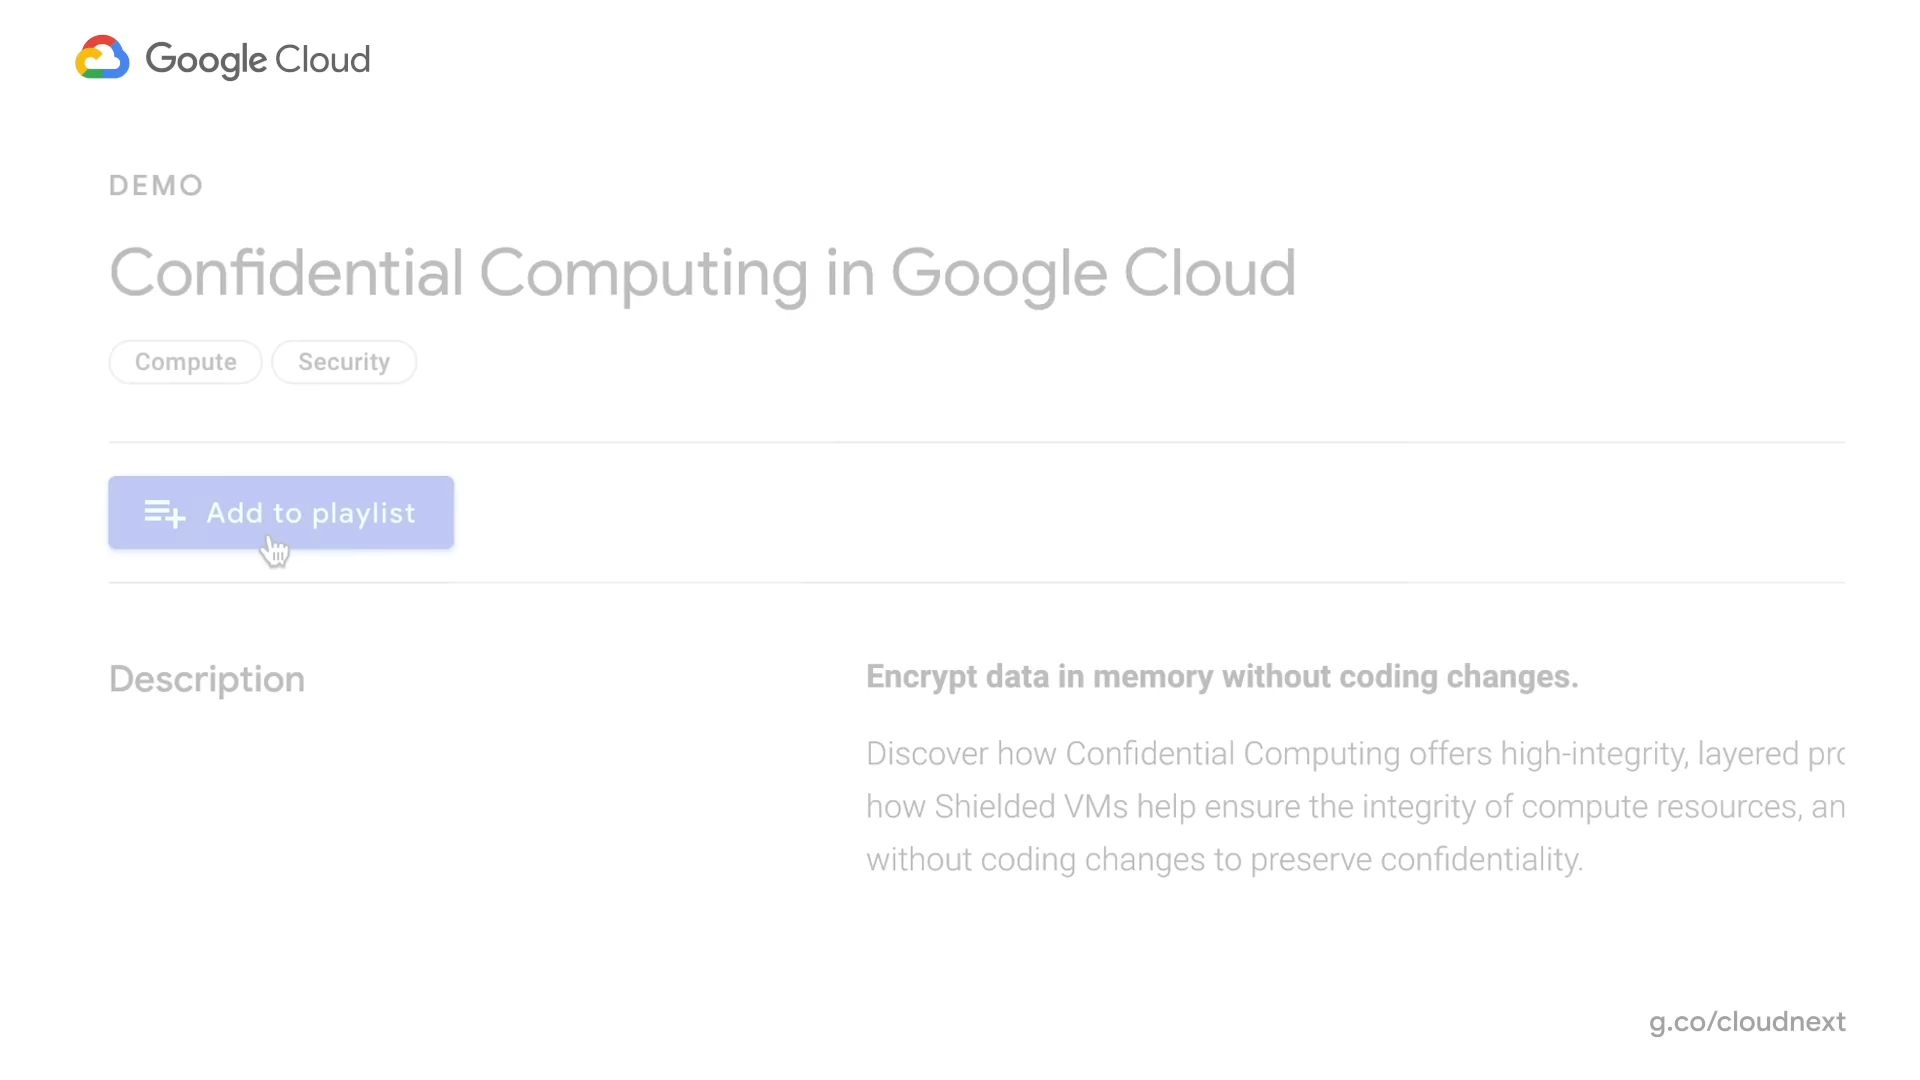 Google Cloud
DEMO
Confidential Computing in Google Cloud
Compute
Security
Add to playlist
Description
Encrypt data in memory without coding changes.
Discover how Confidential Computing offers high-integrity, layered
how Shielded VMs help ensure the integrity of compute resources,
without coding changes to preserve confidentiality.
g.co/cloudnext